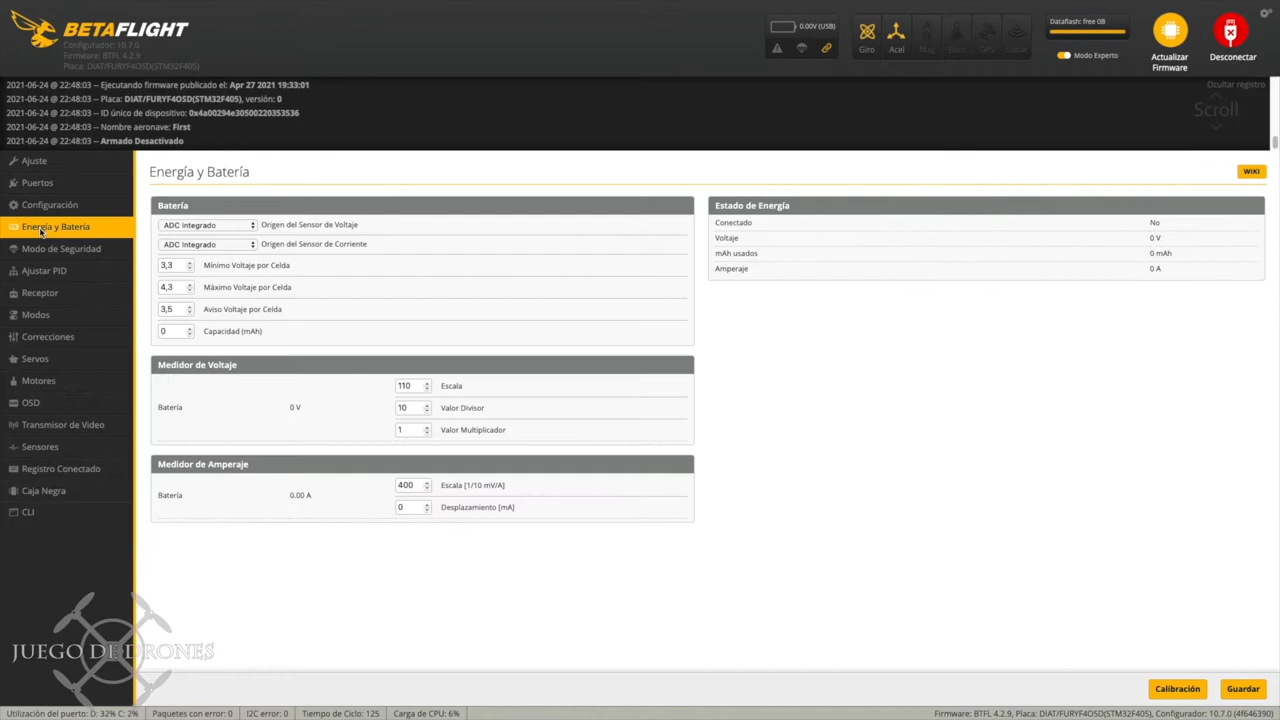 BETAFLIGHT
Configurador: 10.7.0
Firmware: BTFL 4.2.9
Placa: DIAT/FURYF4OSD(STM32F405)
0.00V (USB)
Giro
Acel
Mag
Baro
GPS
Sonar
Dataflash: free 0B
Modo Experto
Actualizar
Firmware
Desconectar
2021-06-24 @ 22:48:03 -- Ejecutando firmware publicado el: Apr 27 2021 19:33:01
2021-06-24 @ 22:48:03 -- Placa: DIAT/FURYF4OSD(STM32F405), versión: 0
2021-06-24 @ 22:48:03 -- ID único de dispositivo: 0x4a00294e30500220353536
2021-06-24 @ 22:48:03 -- Nombre aeronave: First
2021-06-24 @ 22:48:03 -- Armado Desactivado
Ocultar registro
Scroll
Ajuste
Puertos
Configuración
Energía y Batería
Modo de Seguridad
Ajustar PID
Receptor
Modos
Correcciones
Servos
Motores
OSD
Transmisor de Video
Sensores
Registro Conectado
Caja Negra
CLI
JUEGO DE DRONES
Energía y Batería
WIKI
Batería
ADC Integrado Origen del Sensor de Voltaje
ADC Integrado Origen del Sensor de Corriente
3,3 Mínimo Voltaje por Celda
4,3 Máximo Voltaje por Celda
3,5 Aviso Voltaje por Celda
0 Capacidad (mAh)
Medidor de Voltaje
Batería 0 V
110 Escala
10 Valor Divisor
1 Valor Multiplicador
Medidor de Amperaje
Batería 0.00 A
400 Escala [1/10 mV/A]
0 Desplazamiento [mA]
Estado de Energía
Conectado No
Voltaje 0 V
mAh usados 0 mAh
Amperaje 0 A
Calibración
Guardar
Utilización del puerto: D: 32% C: 2% Paquetes con error: 0 I2C error: 0 Tiempo de Ciclo: 125 Carga de CPU: 6% Firmware: BTFL 4.2.9, Placa: DIAT/FURYF4OSD(STM32F405), Configurador: 10.7.0 (4f646390)